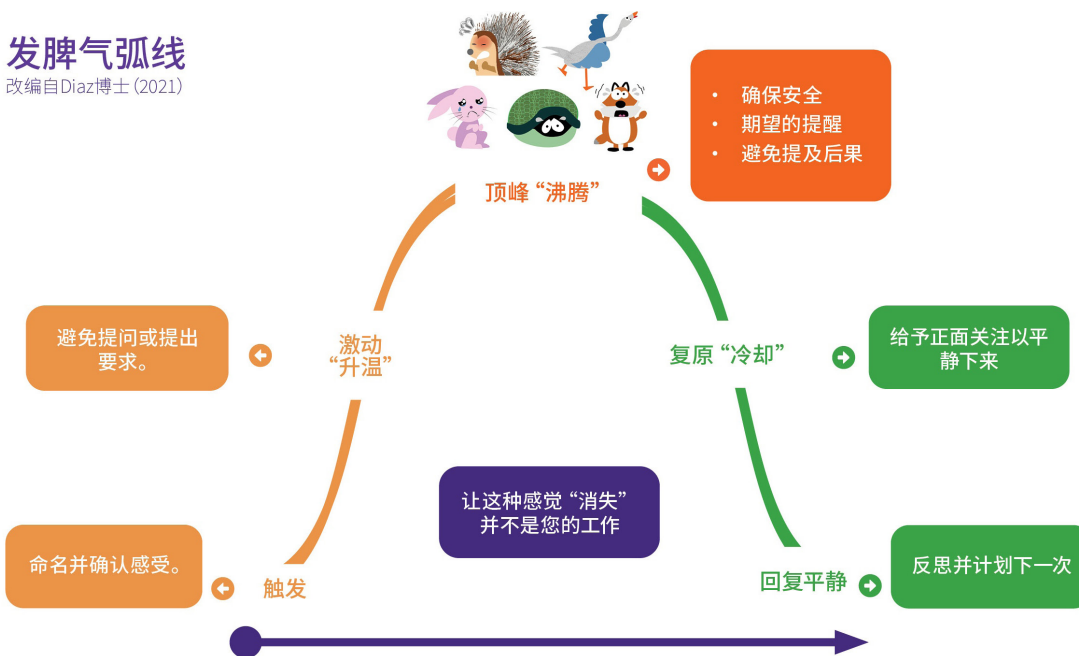 发脾气弧线
改编自Diaz博士(2021)
• 确保安全
• 期望的提醒
• 避免提及后果
顶峰“沸腾”
避免提问或提出
要求。
激动
“升温”
复原“冷却”
给予正面关注以平
静下来
让这种感觉“消失”
并不是您的工作
命名并确认感受。
触发
回复平静
反思并计划下一次